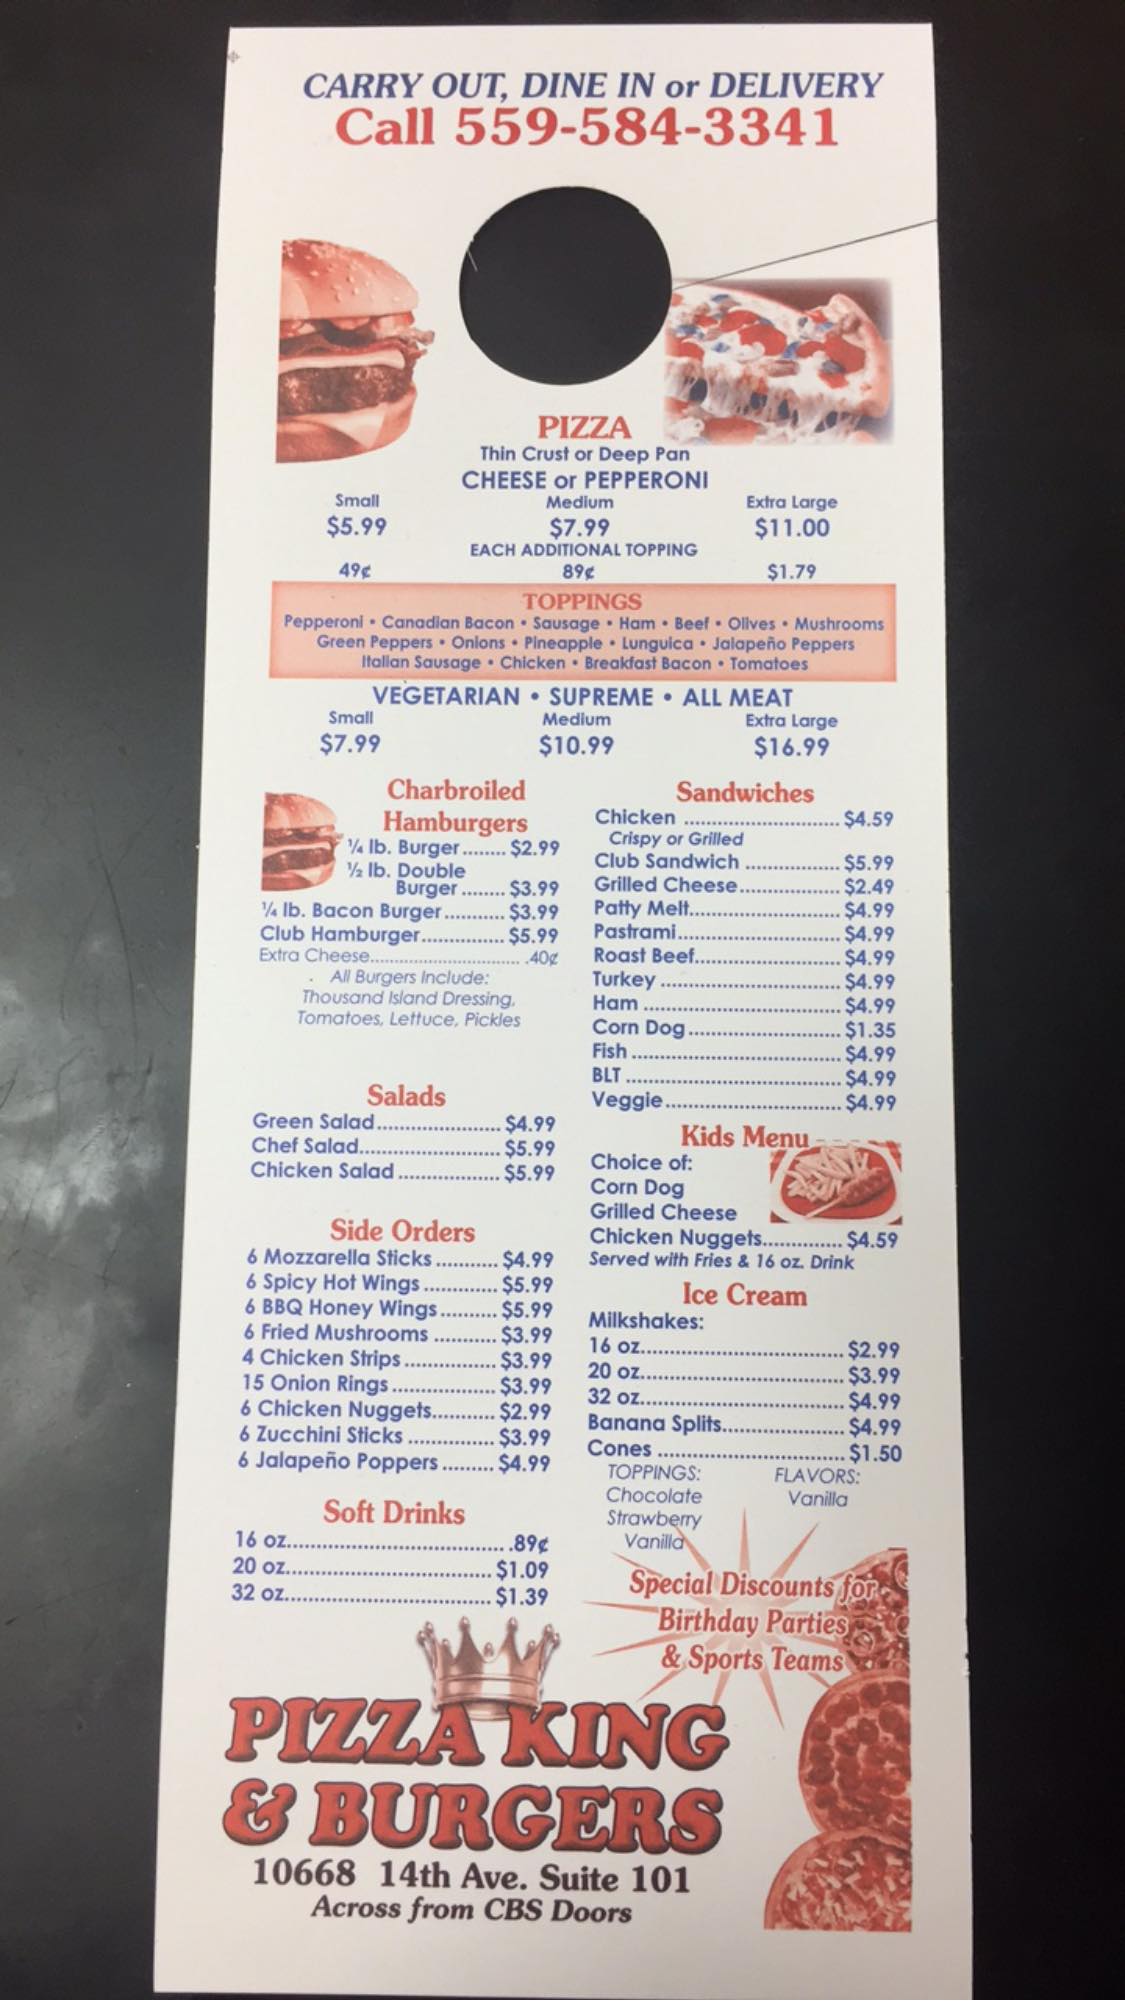 CARRY OUT, DINE IN or DELIVERY
Call 559-584-3341
PIZZA
Thin Crust or Deep Pan
CHEESE or PEPPERONI
Small Medium Extra Large
$5.99 $7.99 $11.00
EACH ADDITIONAL TOPPING
49¢ 89¢ $1.79
TOPPINGS
Pepperoni • Canadian Bacon • Sausage • Ham • Beef • Olives • Mushrooms
Green Peppers • Onions • Pineapple • Lunguica • Jalapeño Peppers
Italian Sausage • Chicken • Breakfast Bacon • Tomatoes
VEGETARIAN • SUPREME • ALL MEAT
Small Medium Extra Large
$7.99 $10.99 $16.99
Charbroiled
Hamburgers
¼ lb. Burger........ $2.99
½ lb. Double
Burger ........ $3.99
¼ lb. Bacon Burger........... $3.99
Club Hamburger............... $5.99
Extra Cheese.............................. .40¢
All Burgers Include:
Thousand Island Dressing,
Tomatoes, Lettuce, Pickles
Salads
Green Salad...................... $4.99
Chef Salad......................... $5.99
Chicken Salad .................. $5.99
Side Orders
6 Mozzarella Sticks ........... $4.99
6 Spicy Hot Wings ............. $5.99
6 BBQ Honey Wings.......... $5.99
6 Fried Mushrooms ........... $3.99
4 Chicken Strips................ $3.99
15 Onion Rings .................. $3.99
6 Chicken Nuggets........... $2.99
6 Zucchini Sticks ............... $3.99
6 Jalapeño Poppers ......... $4.99
Soft Drinks
16 oz....................................... .89¢
20 oz..................................... $1.09
32 oz..................................... $1.39
Sandwiches
Chicken ............................ $4.59
Crispy or Grilled
Club Sandwich ................. $5.99
Grilled Cheese.................. $2.49
Patty Melt........................... $4.99
Pastrami............................. $4.99
Roast Beef.......................... $4.99
Turkey ................................ $4.99
Ham ................................... $4.99
Corn Dog........................... $1.35
Fish ..................................... $4.99
BLT ...................................... $4.99
Veggie................................ $4.99
Kids Menu
Choice of:
Corn Dog
Grilled Cheese
Chicken Nuggets.............. $4.59
Served with Fries & 16 oz. Drink
Ice Cream
Milkshakes:
16 oz.................................... $2.99
20 oz.................................... $3.99
32 oz.................................... $4.99
Banana Splits...................... $4.99
Cones ................................. $1.50
TOPPINGS: FLAVORS:
Chocolate Vanilla
Strawberry
Vanilla
Special Discounts for
Birthday Parties
& Sports Teams
PIZZA KING
& BURGERS
10668 14th Ave. Suite 101
Across from CBS Doors